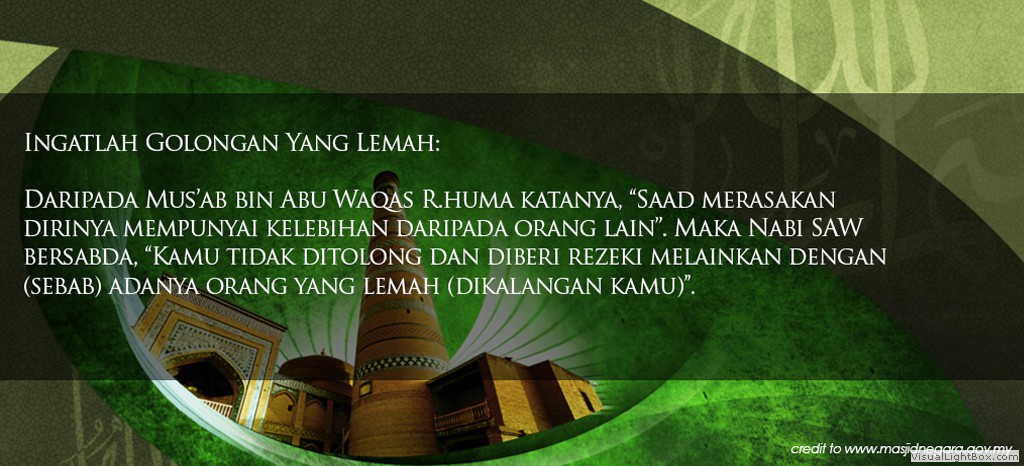 Ingatlah Golongan Yang Lemah:
Daripada Mus’ab bin Abu Waqas R.huma katanya, “Saad merasakan
dirinya mempunyai kelebihan daripada orang lain”. Maka Nabi SAW
bersabda, “Kamu tidak ditolong dan diberi rezeki melainkan dengan
(sebab) adanya orang yang lemah (dikalangan kamu)”.
credit to www.masjidnegara.gov.my
VisualLightBox.com